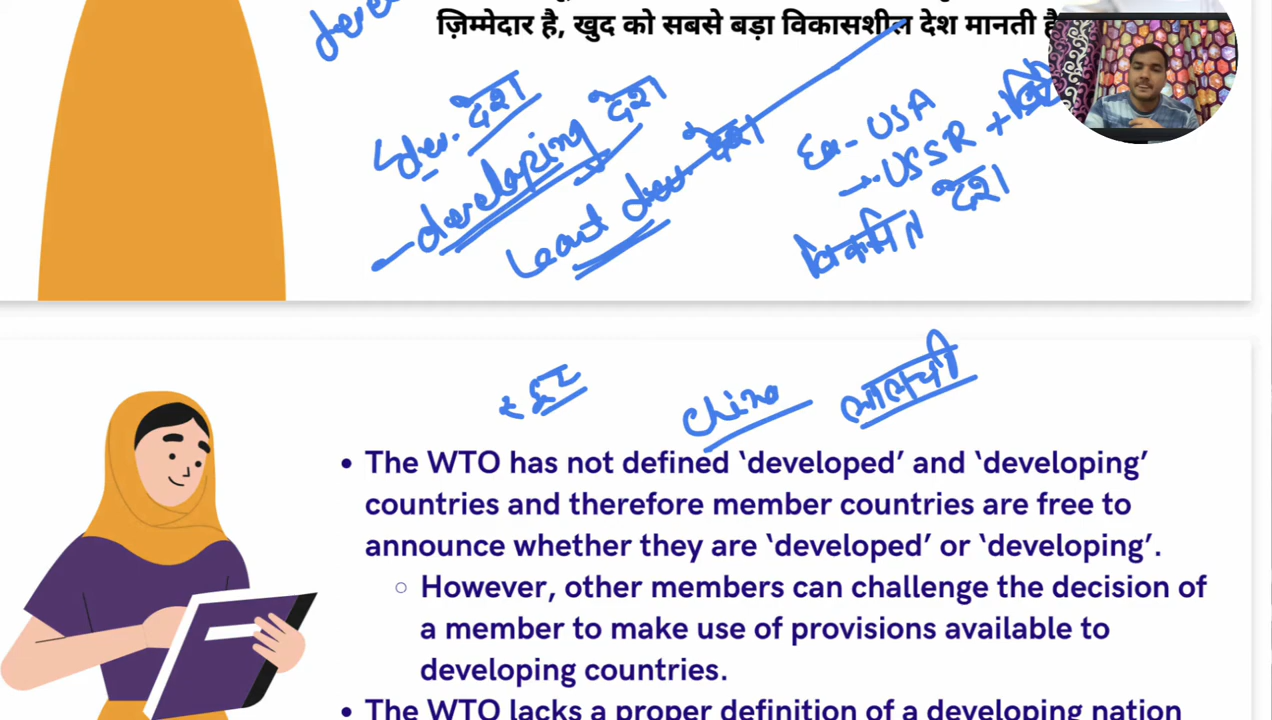 ज़िम्मेदार है, खुद को सबसे बड़ा विकासशील देश मानती है
dev. देश
developing देश
Least dev. देश
Ex- USA
USSR +
देश
China
• The WTO has not defined ‘developed’ and ‘developing’
countries and therefore member countries are free to
announce whether they are ‘developed’ or ‘developing’.
○ However, other members can challenge the decision of
a member to make use of provisions available to
developing countries.
• The WTO lacks a proper definition of a developing nation